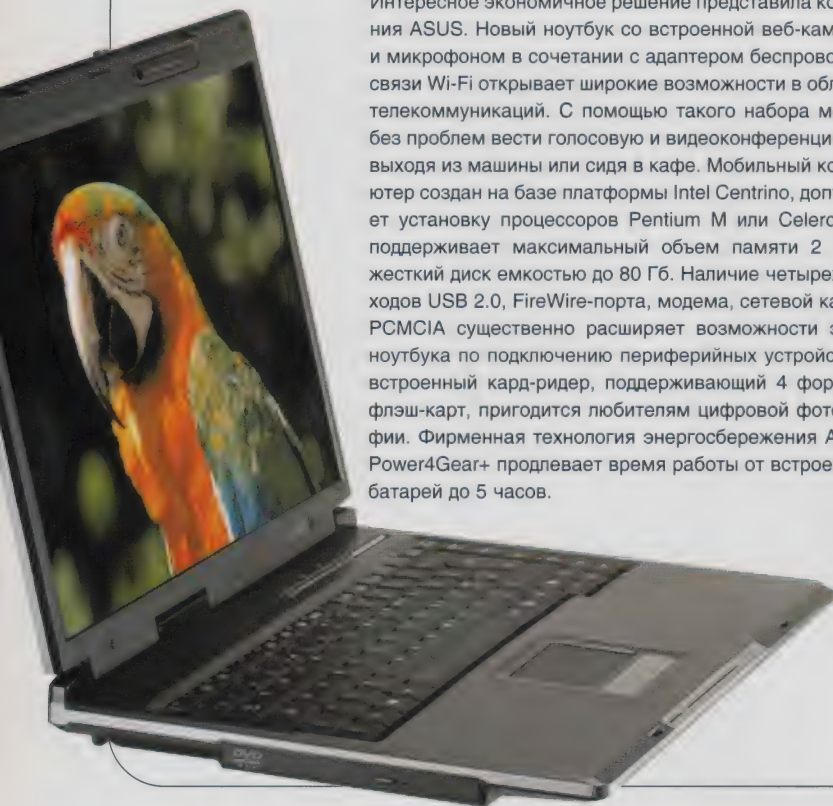 Интересное экономичное решение представила ко
ния ASUS. Новый ноутбук со встроенной веб-кам
и микрофоном в сочетании с адаптером беспрово
связи Wi-Fi открывает широкие возможности в обл
телекоммуникаций. С помощью такого набора м
без проблем вести голосовую и видеоконференци
выходя из машины или сидя в кафе. Мобильный ко
ютер создан на базе платформы Intel Centrino, доп
ет установку процессоров Pentium M или Celero
поддерживает максимальный объем памяти 2
жесткий диск емкостью до 80 Гб. Наличие четыре
ходов USB 2.0, FireWire-порта, модема, сетевой ка
PCMCIA существенно расширяет возможности э
ноутбука по подключению периферийных устройс
встроенный кард-ридер, поддерживающий 4 фор
флэш-карт, пригодится любителям цифровой фото
фии. Фирменная технология энергосбережения A
Power4Gear+ продлевает время работы от встрое
батарей до 5 часов.
DVD